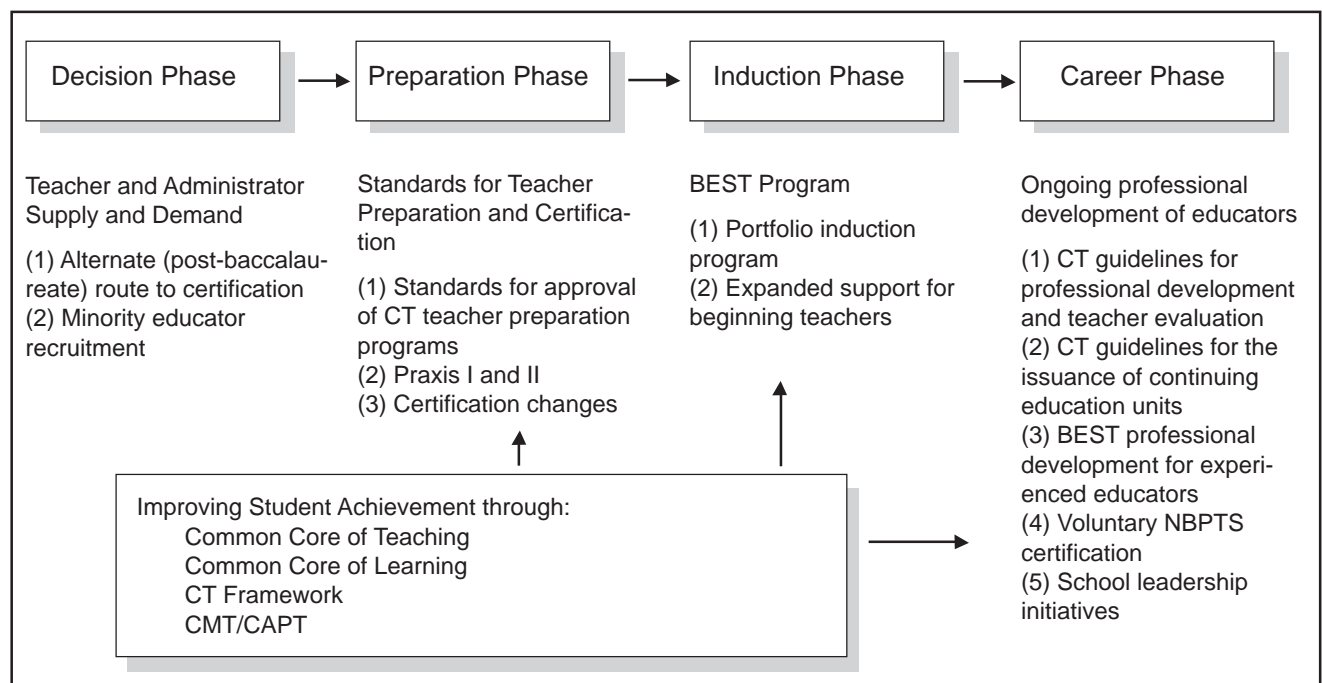 Decision Phase
Preparation Phase
Induction Phase
Career Phase
Teacher and Administrator
Supply and Demand
(1) Alternate (post-baccalau-
reate) route to certification
(2) Minority educator
recruitment
Standards for Teacher
Preparation and Certifica-
tion
(1) Standards for approval
of CT teacher preparation
programs
(2) Praxis I and II
(3) Certification changes
BEST Program
(1) Portfolio induction
program
(2) Expanded support for
beginning teachers
Ongoing professional
development of educators
(1) CT guidelines for
professional development
and teacher evaluation
(2) CT guidelines for the
issuance of continuing
education units
(3) BEST professional
development for experi-
enced educators
(4) Voluntary NBPTS
certification
(5) School leadership
initiatives
Improving Student Achievement through:
Common Core of Teaching
Common Core of Learning
CT Framework
CMT/CAPT